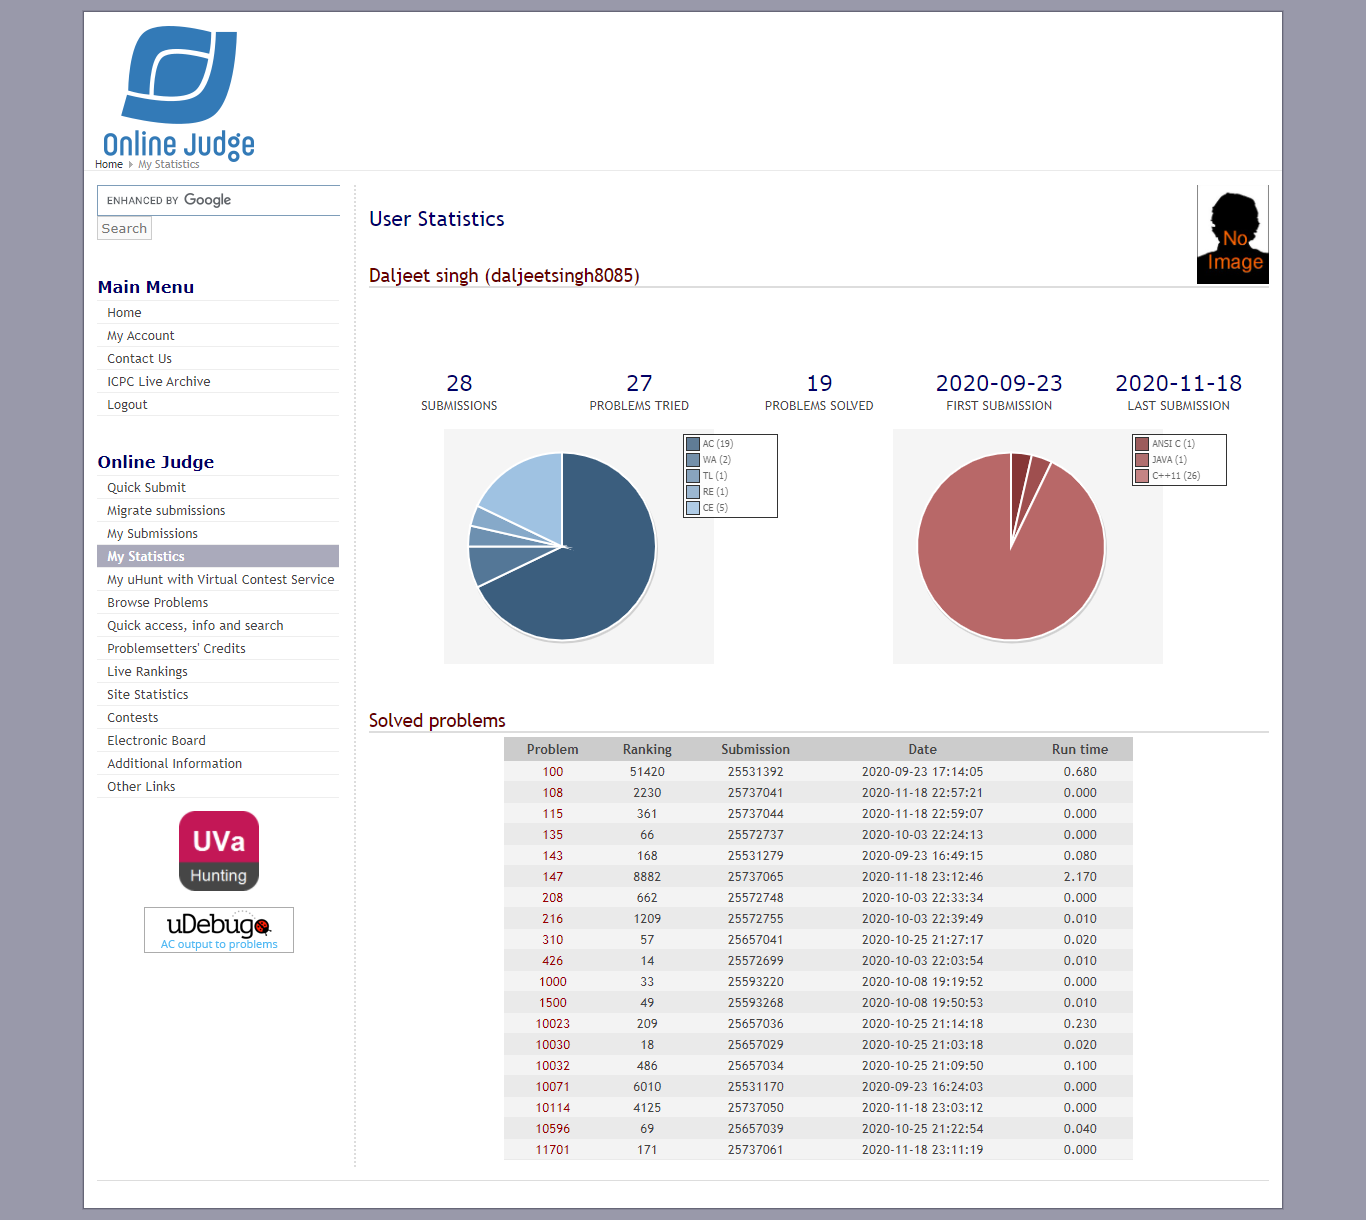 Online Judge
Home My Statistics
ENHANCED BY Google
Search
Main Menu
Home
My Account
Contact Us
ICPC Live Archive
Logout
Online Judge
Quick Submit
Migrate submissions
My Submissions
My Statistics
My uHunt with Virtual Contest Service
Browse Problems
Quick access, info and search
Problemsetters' Credits
Live Rankings
Site Statistics
Contests
Electronic Board
Additional Information
Other Links
UVa
Hunting
uDebug
AC output to problems
User Statistics
No
Image
Daljeet singh (daljeetsingh8085)
28 27 19 2020-09-23 2020-11-18
SUBMISSIONS PROBLEMS TRIED PROBLEMS SOLVED FIRST SUBMISSION LAST SUBMISSION
AC (19)
WA (2)
TL (1)
RE (1)
CE (5)
ANSI C (1)
JAVA (1)
C++11 (26)
Solved problems
Problem Ranking Submission Date Run time
100 51420 25531392 2020-09-23 17:14:05 0.680
108 2230 25737041 2020-11-18 22:57:21 0.000
115 361 25737044 2020-11-18 22:59:07 0.000
135 66 25572737 2020-10-03 22:24:13 0.000
143 168 25531279 2020-09-23 16:49:15 0.080
147 8882 25737065 2020-11-18 23:12:46 2.170
208 662 25572748 2020-10-03 22:33:34 0.000
216 1209 25572755 2020-10-03 22:39:49 0.010
310 57 25657041 2020-10-25 21:27:17 0.020
426 14 25572699 2020-10-03 22:03:54 0.010
1000 33 25593220 2020-10-08 19:19:52 0.000
1500 49 25593268 2020-10-08 19:50:53 0.010
10023 209 25657036 2020-10-25 21:14:18 0.230
10030 18 25657029 2020-10-25 21:03:18 0.020
10032 486 25657034 2020-10-25 21:09:50 0.100
10071 6010 25531170 2020-09-23 16:24:03 0.000
10114 4125 25737050 2020-11-18 23:03:12 0.000
10596 69 25657039 2020-10-25 21:22:54 0.040
11701 171 25737061 2020-11-18 23:11:19 0.000